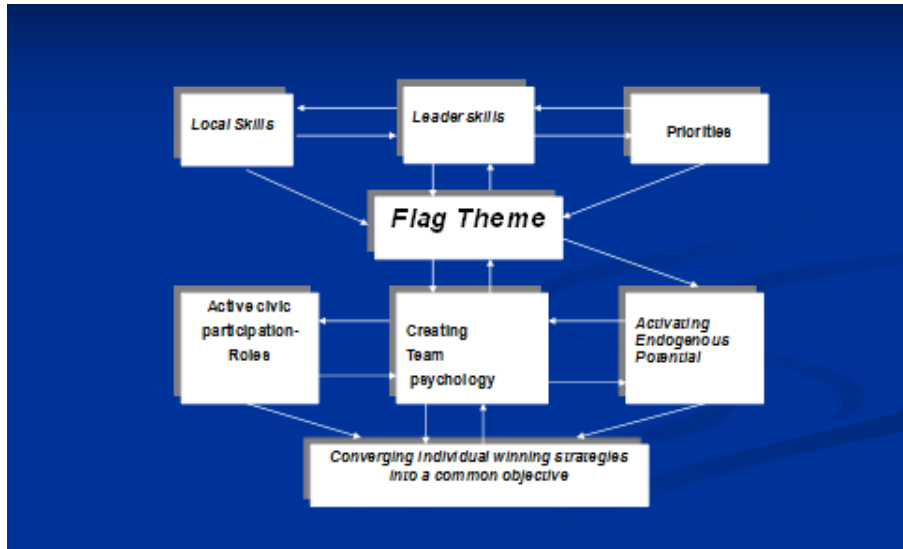 Local Skills
Leader skills
Priorities
Flag Theme
Active civic
participation-
Roles
Creating
Team
psychology
Activating
Endogenous
Potential
Converging individual winning strategies
into a common objective